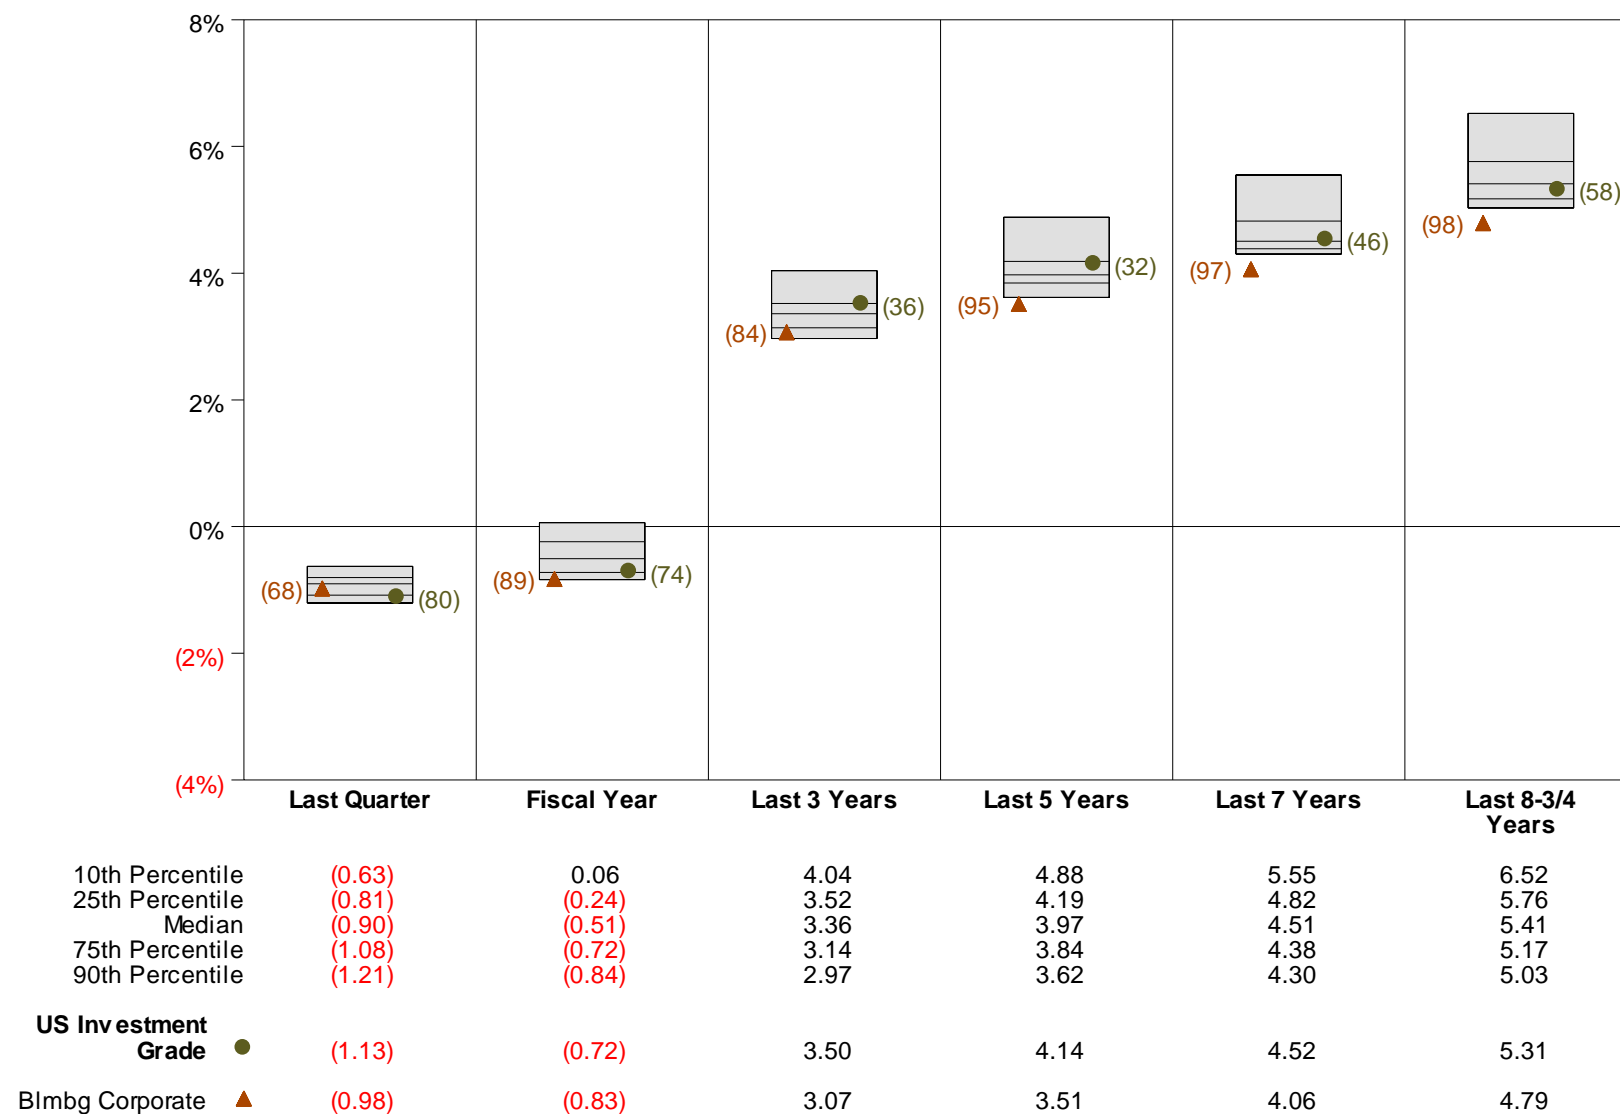 8%
6%
4%
2%
0%
(2%)
(4%)
(68) (80)
(89) (74)
(84) (36)
(95) (32)
(97) (46)
(98) (58)
Last Quarter Fiscal Year Last 3 Years Last 5 Years Last 7 Years Last 8-3/4
Years
10th Percentile (0.63) 0.06 4.04 4.88 5.55 6.52
25th Percentile (0.81) (0.24) 3.52 4.19 4.82 5.76
Median (0.90) (0.51) 3.36 3.97 4.51 5.41
75th Percentile (1.08) (0.72) 3.14 3.84 4.38 5.17
90th Percentile (1.21) (0.84) 2.97 3.62 4.30 5.03
US Investment
Grade (1.13) (0.72) 3.50 4.14 4.52 5.31
Blmbg Corporate (0.98) (0.83) 3.07 3.51 4.06 4.79